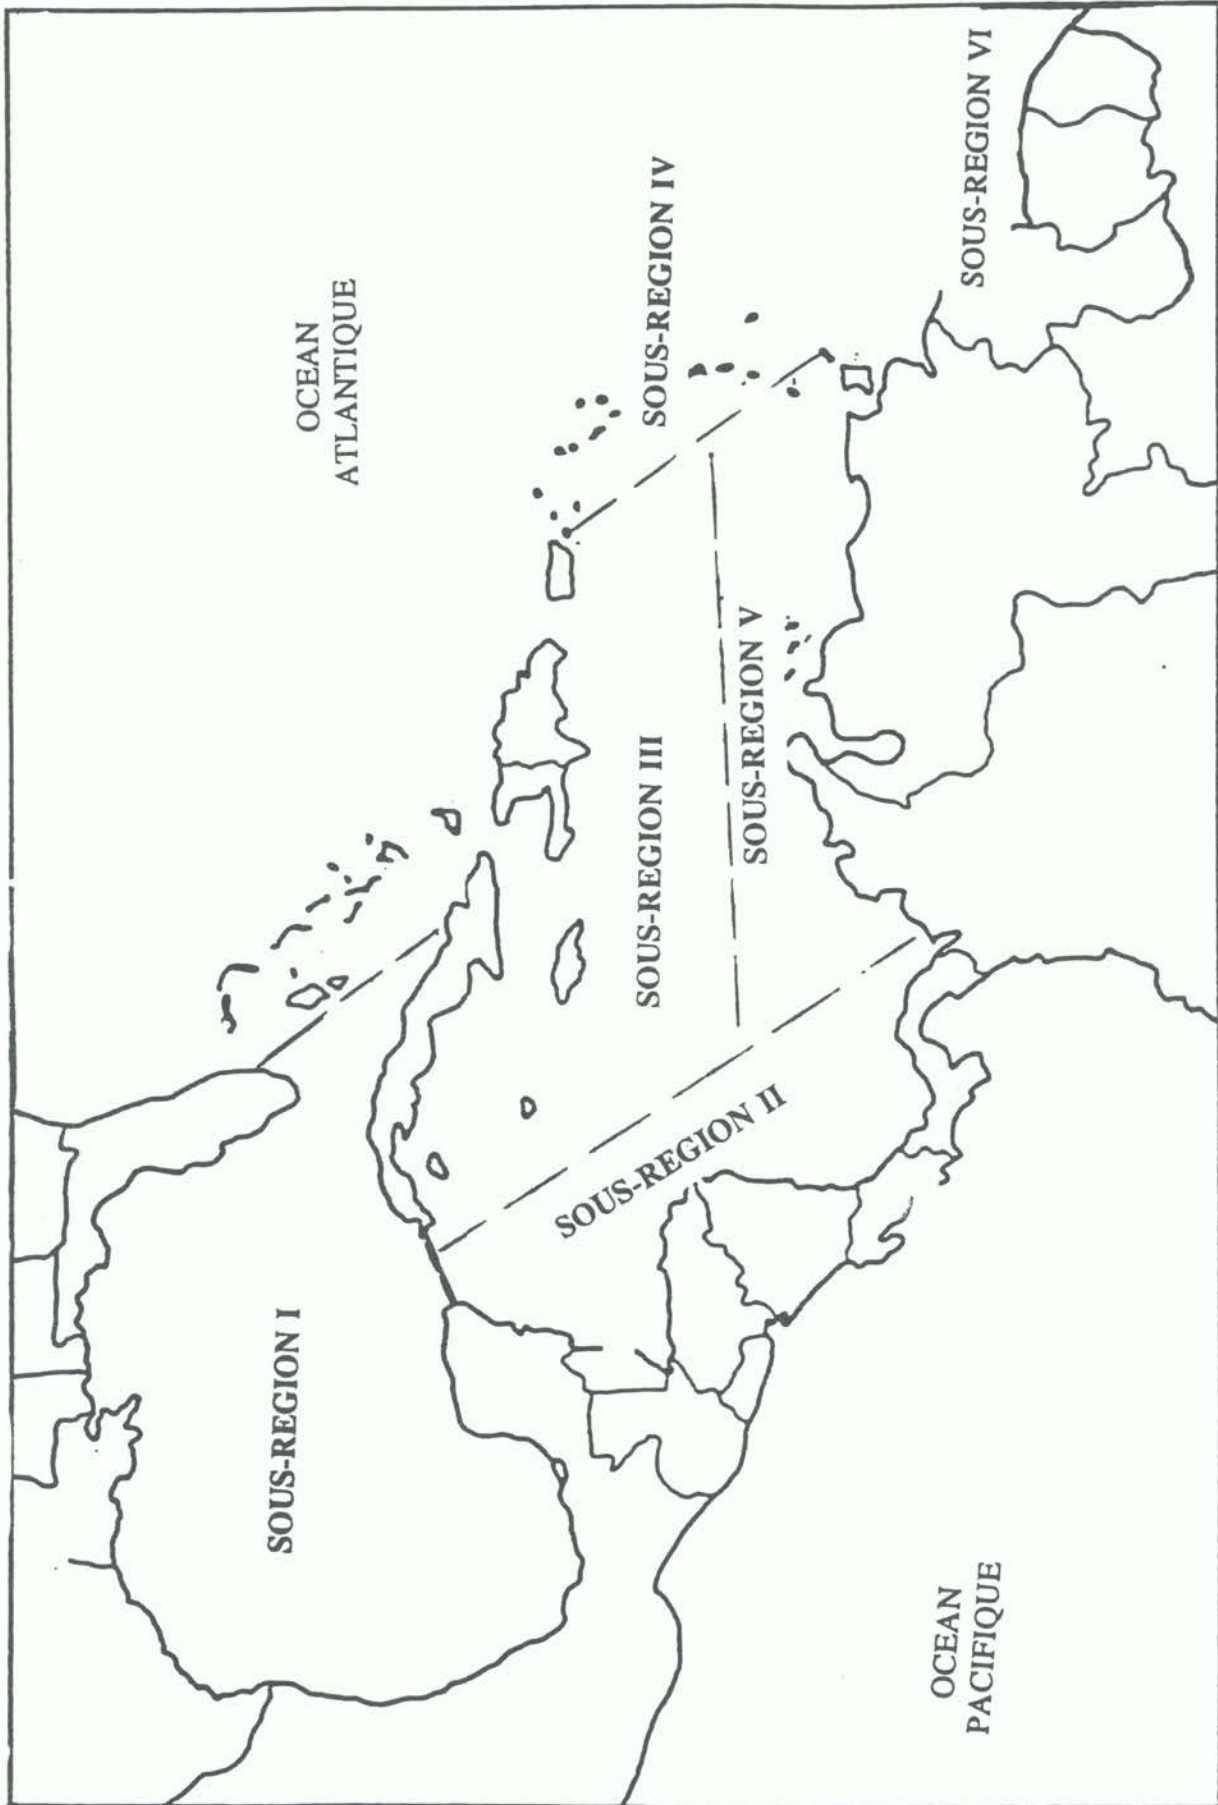 SOUS-REGION I
OCEAN
ATLANTIQUE
SOUS-REGION II
SOUS-REGION III
SOUS-REGION IV
SOUS-REGION V
SOUS-REGION VI
OCEAN
PACIFIQUE